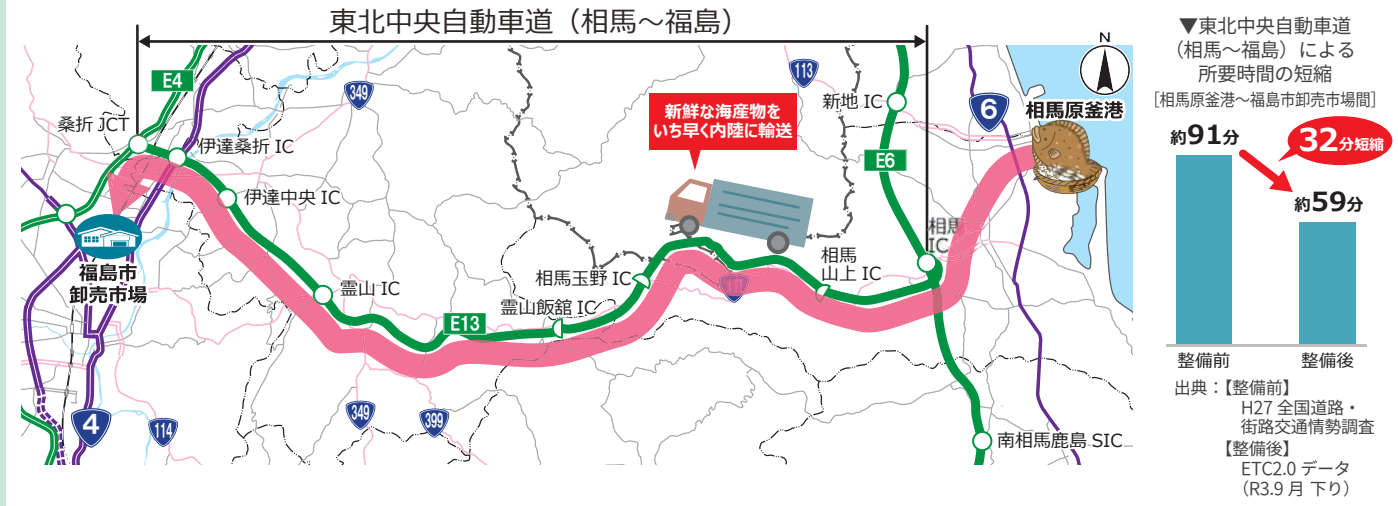 東北中央自動車道（相馬～福島）
E4
349
113
新地 IC
6
N
相馬原釜港
桑折 JCT
伊達桑折 IC
新鮮な海産物を
いち早く内陸に輸送
E6
伊達中央 IC
相馬
IC
福島市
卸売市場
霊山 IC
相馬玉野 IC
相馬
山上 IC
霊山飯舘 IC
E13
4
114
349
399
南相馬鹿島 SIC
▼東北中央自動車道
（相馬～福島）による
所要時間の短縮
［相馬原釜港～福島市卸売市場間］
約91分
32分短縮
約59分
整備前
整備後
出典：【整備前】
H27 全国道路・
街路交通情勢調査
【整備後】
ETC2.0 データ
（R3.9 月 下り）